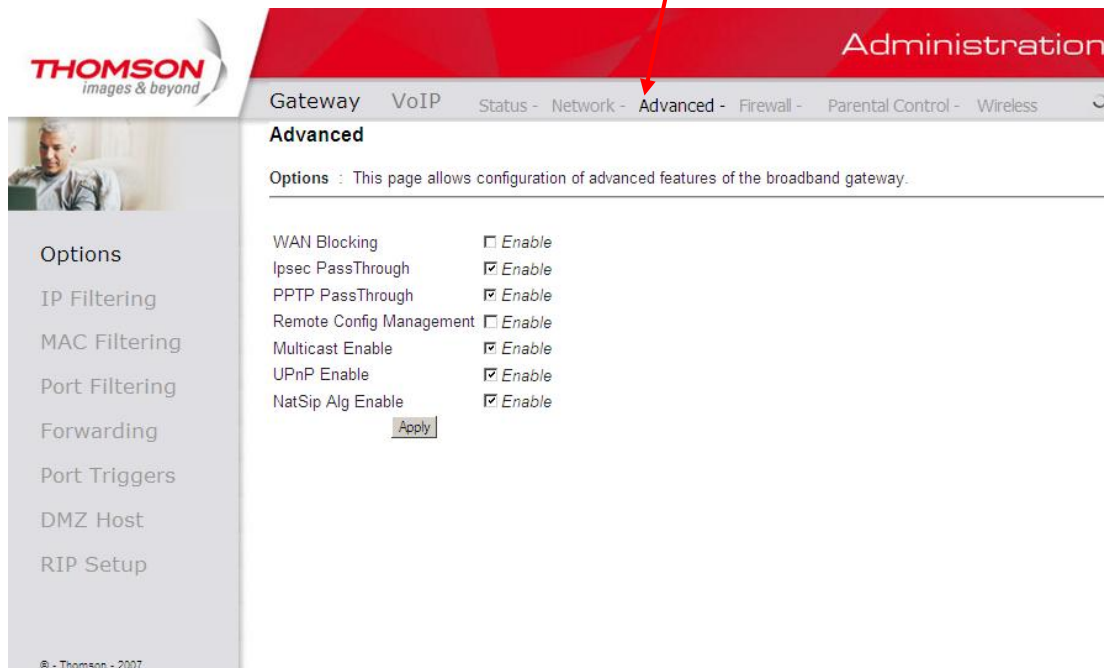 THOMSON
images & beyond
Administration
Gateway VoIP Status - Network - Advanced - Firewall - Parental Control - Wireless
Advanced
Options : This page allows configuration of advanced features of the broadband gateway.
Options
IP Filtering
MAC Filtering
Port Filtering
Forwarding
Port Triggers
DMZ Host
RIP Setup
WAN Blocking Enable
Ipsec PassThrough Enable
PPTP PassThrough Enable
Remote Config Management Enable
Multicast Enable Enable
UPnP Enable Enable
NatSip Alg Enable Enable
Apply
© - Thomson - 2007